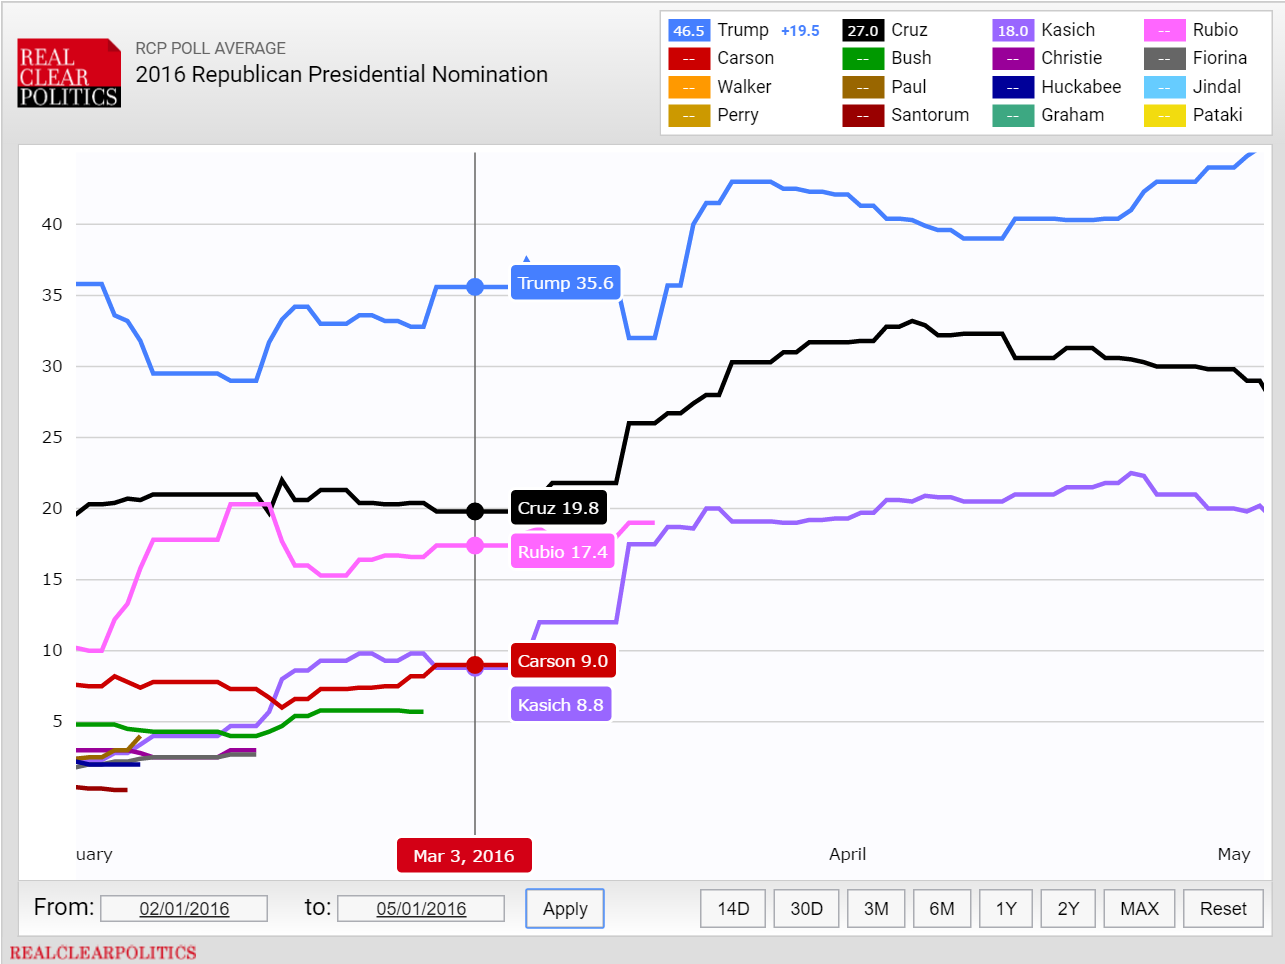 REAL
CLEAR
POLITICS
RCP POLL AVERAGE
2016 Republican Presidential Nomination
46.5 Trump +19.5 27.0 Cruz 18.0 Kasich -- Rubio
-- Carson -- Bush -- Christie -- Fiorina
-- Walker -- Paul -- Huckabee -- Jindal
-- Perry -- Santorum -- Graham -- Pataki
40
35
30
25
20
15
10
5
Trump 35.6
Cruz 19.8
Rubio 17.4
Carson 9.0
Kasich 8.8
uary Mar 3, 2016 April May
From: 02/01/2016 to: 05/01/2016 Apply 14D 30D 3M 6M 1Y 2Y MAX Reset
REALCLEARPOLITICS